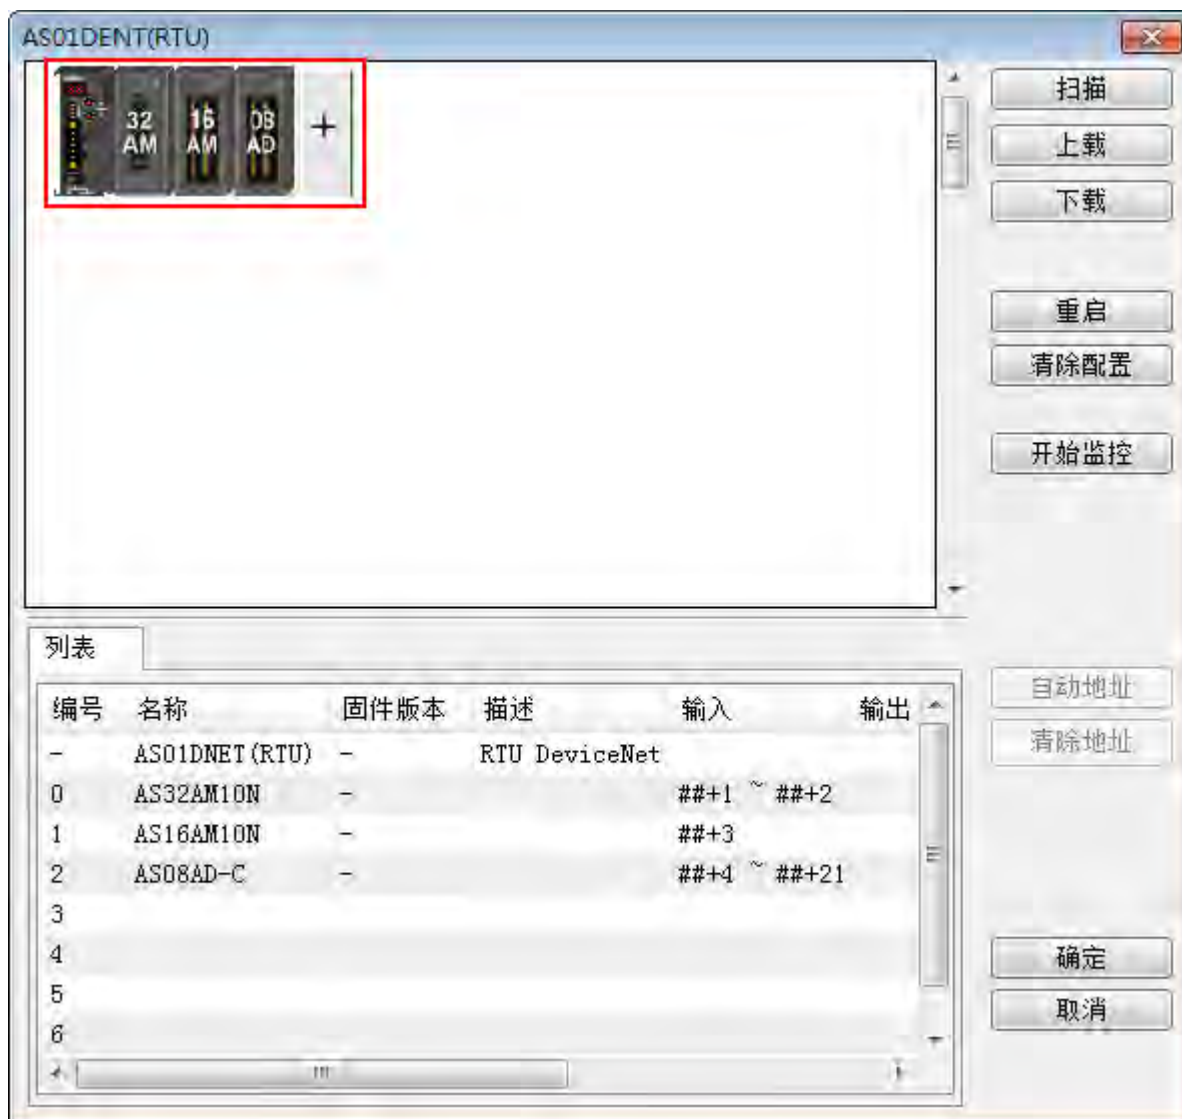 AS01DENT(RTU)
32 AM
16 AM
08 AD
+
扫描
上载
下载
重启
清除配置
开始监控
列表
编号 名称 固件版本 描述 输入 输出
- AS01DNET(RTU) - RTU DeviceNet
0 AS32AM10N - ##+1 ~ ##+2
1 AS16AM10N - ##+3
2 AS08AD-C - ##+4 ~ ##+21
3
4
5
6
自动地址
清除地址
确定
取消